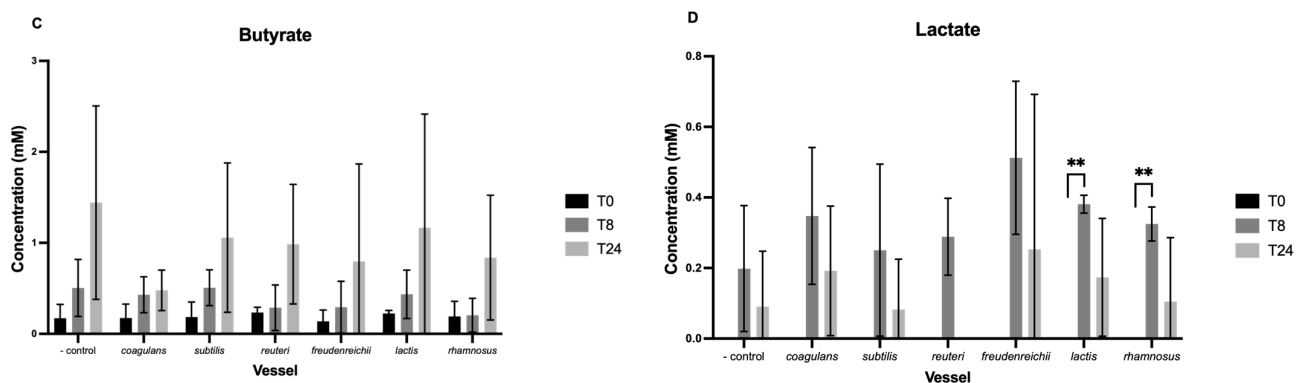 C
Butyrate
Concentration (mM)
3
2
1
0
- control coagulans subtilis reuteri freudenreichii lactis rhamnosus
Vessel
T0
T8
T24
D
Lactate
Concentration (mM)
0.8
0.6
0.4
0.2
0.0
**
**
- control coagulans subtilis reuteri freudenreichii lactis rhamnosus
Vessel
T0
T8
T24